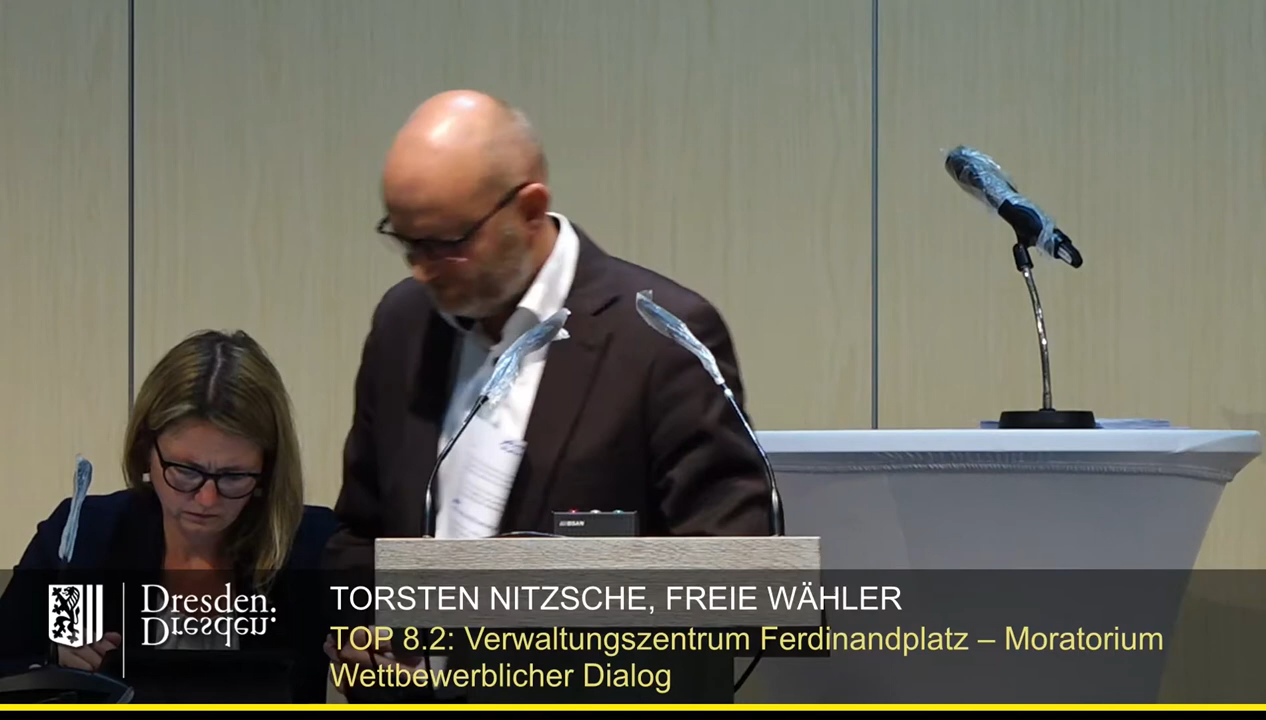 Dresden.
Dresden.
TORSTEN NITZSCHE, FREIE WÄHLER
TOP 8.2: Verwaltungszentrum Ferdinandplatz – Moratorium
Wettbewerblicher Dialog